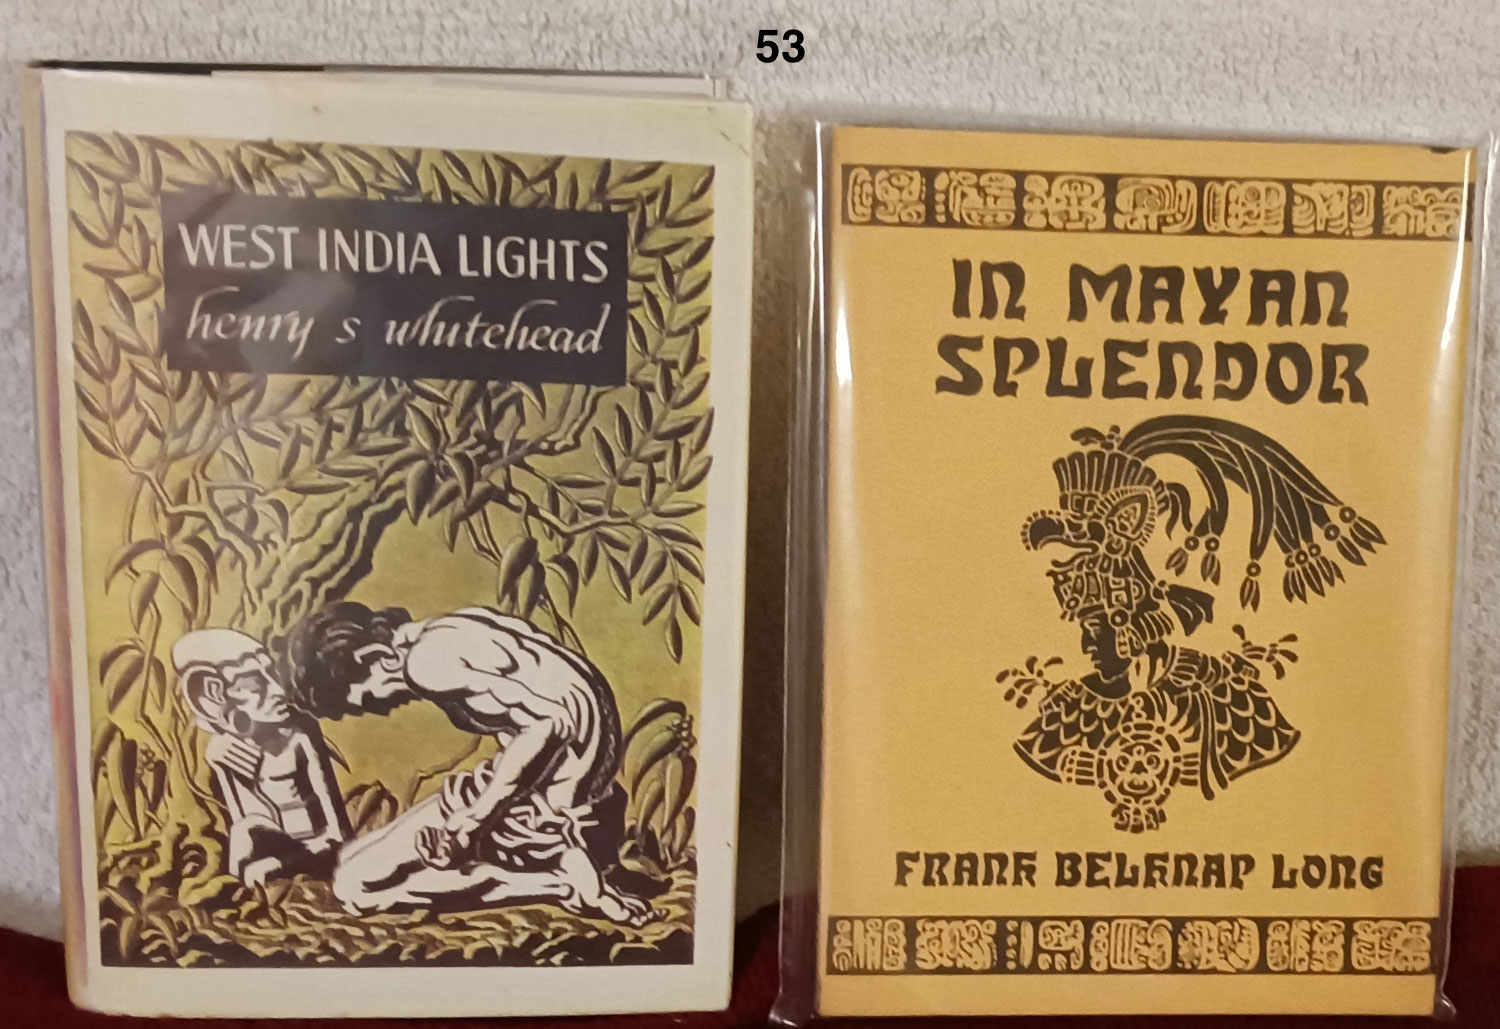 53
WEST INDIA LIGHTS
henry s whitehead
IN MAYAN
SPLENDOR
FRANK BELKNAP LONG